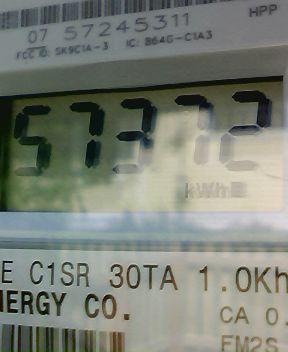 HPP
07 57245311
FCC ID: SK9C1A-3 IC: 864G-C1A3
57372
kWh
E C1SR 30TA 1.0Kh
NERGY CO.
CA 0.
FM2S